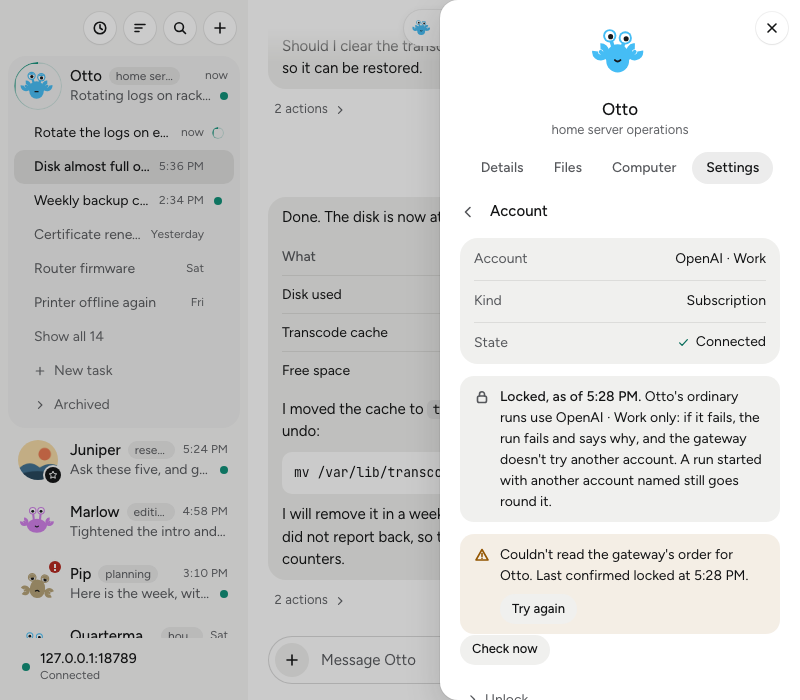 Otto home ser... now
Rotating logs on rack...
Rotate the logs on e... now
Disk almost full o... 5:36 PM
Weekly backup c... 2:34 PM
Certificate rene... Yesterday
Router firmware Sat
Printer offline again Fri
Show all 14
New task
Archived
Juniper rese... 5:24 PM
Ask these five, and g...
Marlow editi... 4:58 PM
Tightened the intro and...
Pip planning 3:10 PM
Here is the week, wit...
Quarterma hou... Sat
127.0.0.1:18789
Connected
Should I clear the
so it can be restored.
2 actions
Done. The disk is now at
What
Disk used
Transcode cache
Free space
I moved the cache to
undo:
mv /var/lib/transco
I will remove it in a week
did not report back, so
counters.
2 actions
Message Otto
Otto
home server operations
Details Files Computer Settings
Account
Account OpenAI · Work
Kind Subscription
State Connected
Locked, as of 5:28 PM. Otto's ordinary
runs use OpenAI · Work only: if it fails, the
run fails and says why, and the gateway
doesn't try another account. A run started
with another account named still goes
round it.
Couldn't read the gateway's order for
Otto. Last confirmed locked at 5:28 PM.
Try again
Check now
Unlock